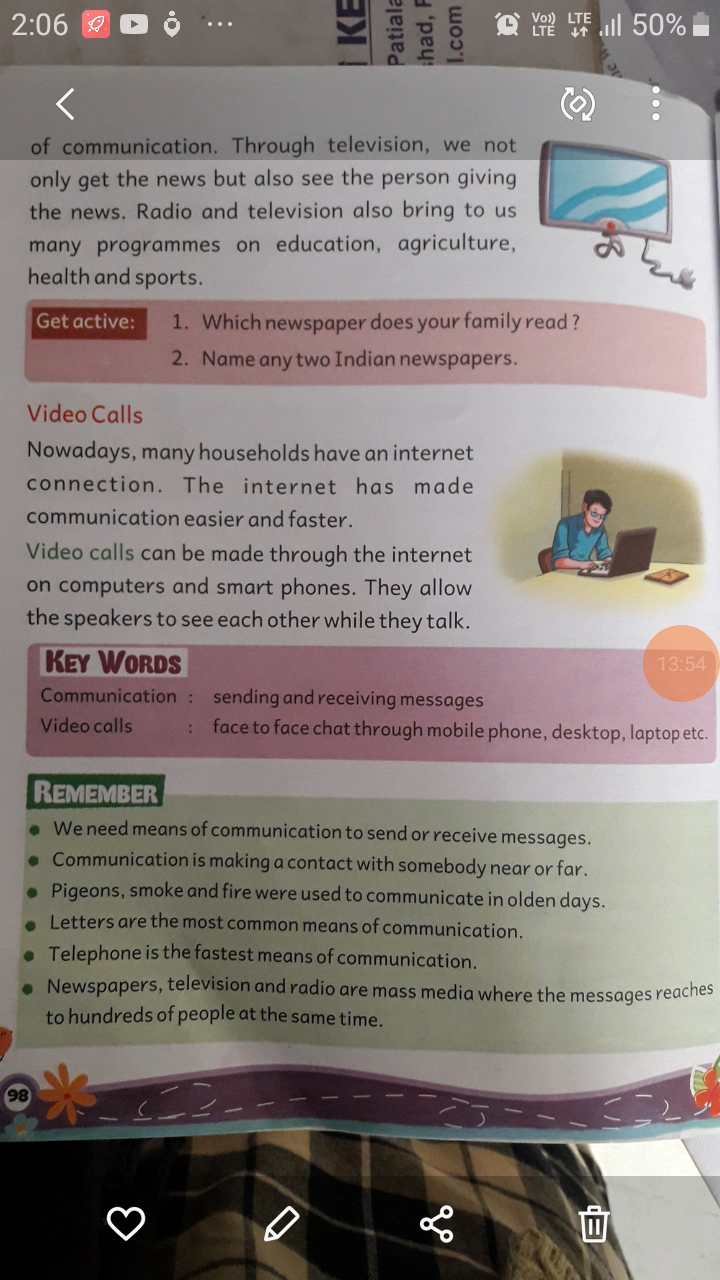 2:06 ... Vo)) LTE LTE 50%
KE
Patiala
shad, P
l.com
of communication. Through television, we not
only get the news but also see the person giving
the news. Radio and television also bring to us
many programmes on education, agriculture,
health and sports.
Get active: 1. Which newspaper does your family read ?
2. Name any two Indian newspapers.
Video Calls
Nowadays, many households have an internet
connection. The internet has made
communication easier and faster.
Video calls can be made through the internet
on computers and smart phones. They allow
the speakers to see each other while they talk.
13:54
KEY WORDS
Communication : sending and receiving messages
Video calls : face to face chat through mobile phone, desktop, laptop etc.
REMEMBER
• We need means of communication to send or receive messages.
• Communication is making a contact with somebody near or far.
• Pigeons, smoke and fire were used to communicate in olden days.
• Letters are the most common means of communication.
• Telephone is the fastest means of communication.
• Newspapers, television and radio are mass media where the messages reaches
to hundreds of people at the same time.
98